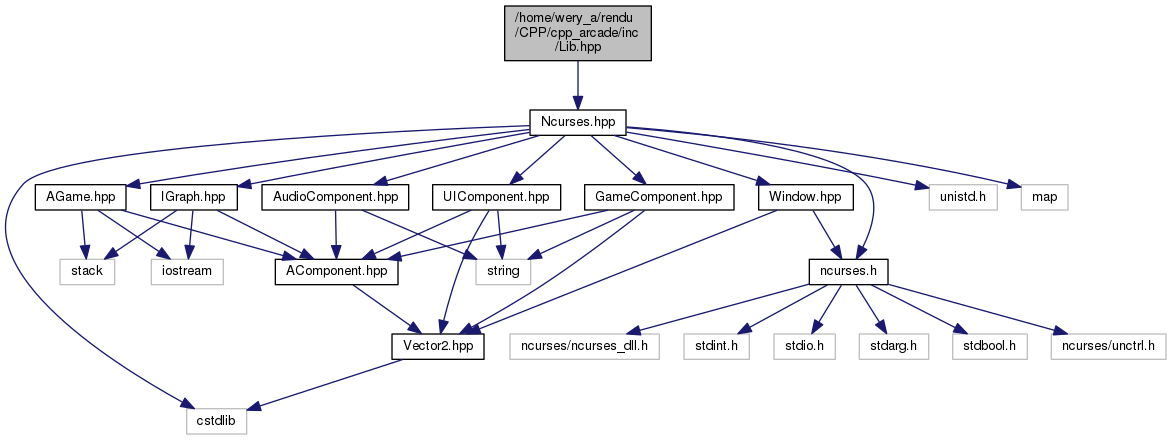 /home/wery_a/rendu
/CPP/cpp_arcade/inc
/Lib.hpp
Ncurses.hpp
AGame.hpp
IGraph.hpp
AudioComponent.hpp
UIComponent.hpp
GameComponent.hpp
Window.hpp
unistd.h
map
stack
iostream
AComponent.hpp
string
ncurses.h
Vector2.hpp
ncurses/ncurses_dll.h
stdint.h
stdio.h
stdarg.h
stdbool.h
ncurses/unctrl.h
cstdlib